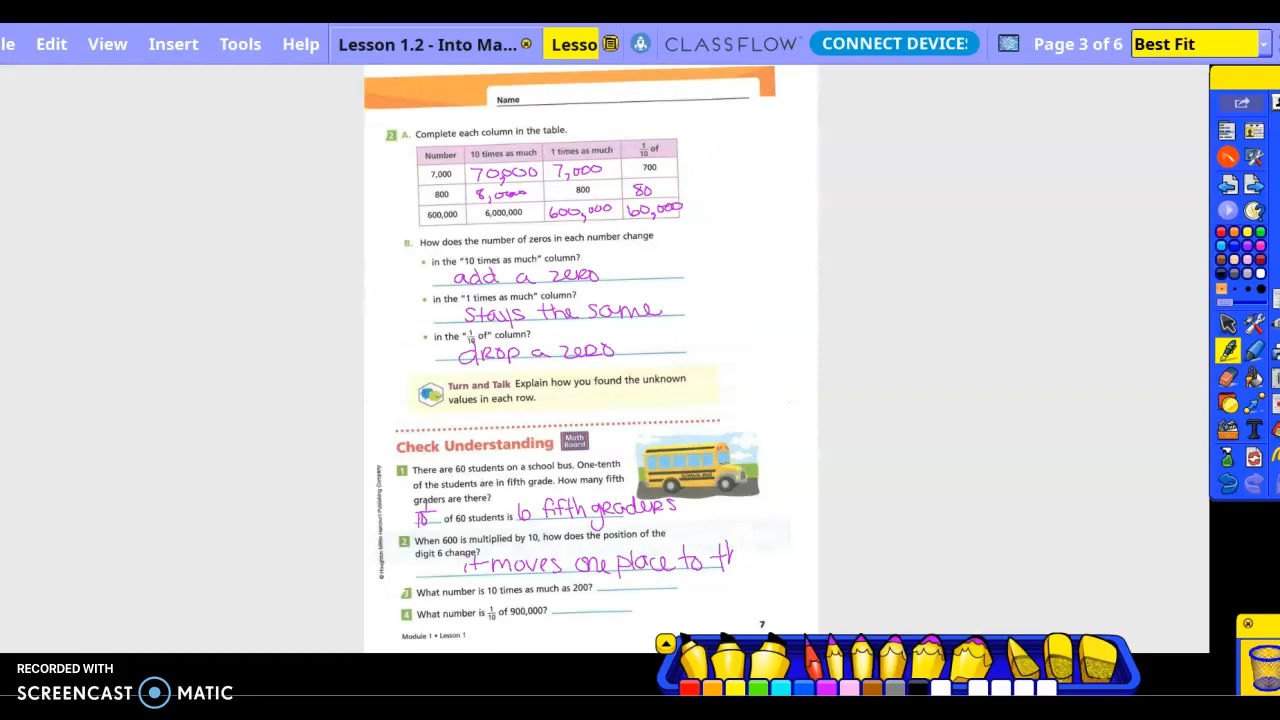 le Edit View Insert Tools Help Lesson 1.2 - Into Ma... Lesso CLASSFLOW CONNECT DEVICES Page 3 of 6 Best Fit
Name
2 A. Complete each column in the table.
Number 10 times as much 1 times as much 1/10 of
7,000 70,000 7,000 700
800 8,000 800 80
600,000 6,000,000 600,000 60,000
B. How does the number of zeros in each number change
• in the "10 times as much" column?
add a zero
• in the "1 times as much" column?
stays the same
• in the "1/10 of" column?
drop a zero
Turn and Talk Explain how you found the unknown
values in each row.
Check Understanding Math Board
1 There are 60 students on a school bus. One-tenth
of the students are in fifth grade. How many fifth
graders are there?
1/10 of 60 students is 6 fifth graders
2 When 600 is multiplied by 10, how does the position of the
digit 6 change?
it moves one place to th
3 What number is 10 times as much as 200?
4 What number is 1/10 of 900,000?
Module 1 • Lesson 1
7
© Houghton Mifflin Harcourt Publishing Company
SCHOOL BUS
RECORDED WITH
SCREENCAST MATIC